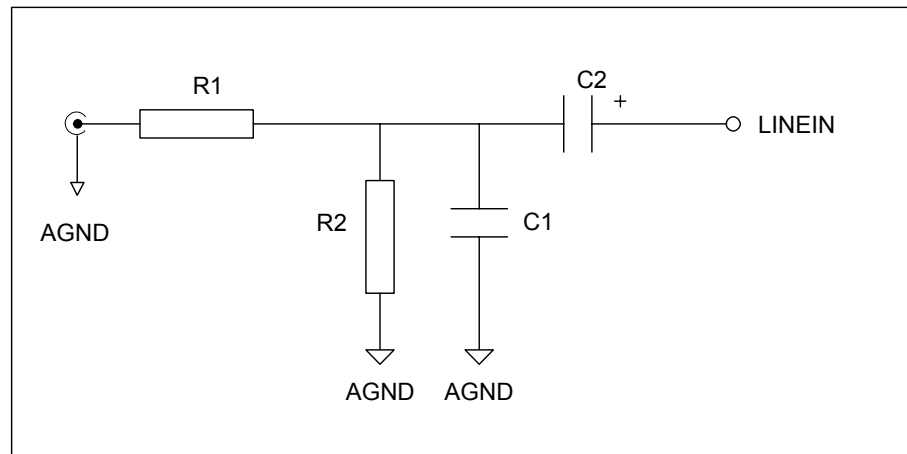 R1
C2
+
LINEIN
AGND
R2
C1
AGND
AGND